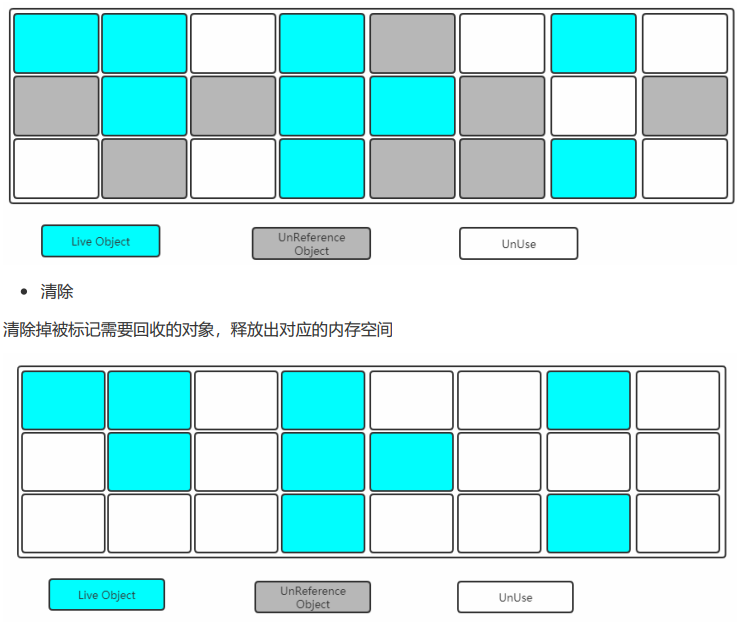 Live Object
UnReference
Object
UnUse
清除
清除掉被标记需要回收的对象，释放出对应的内存空间
Live Object
UnReference
Object
UnUse